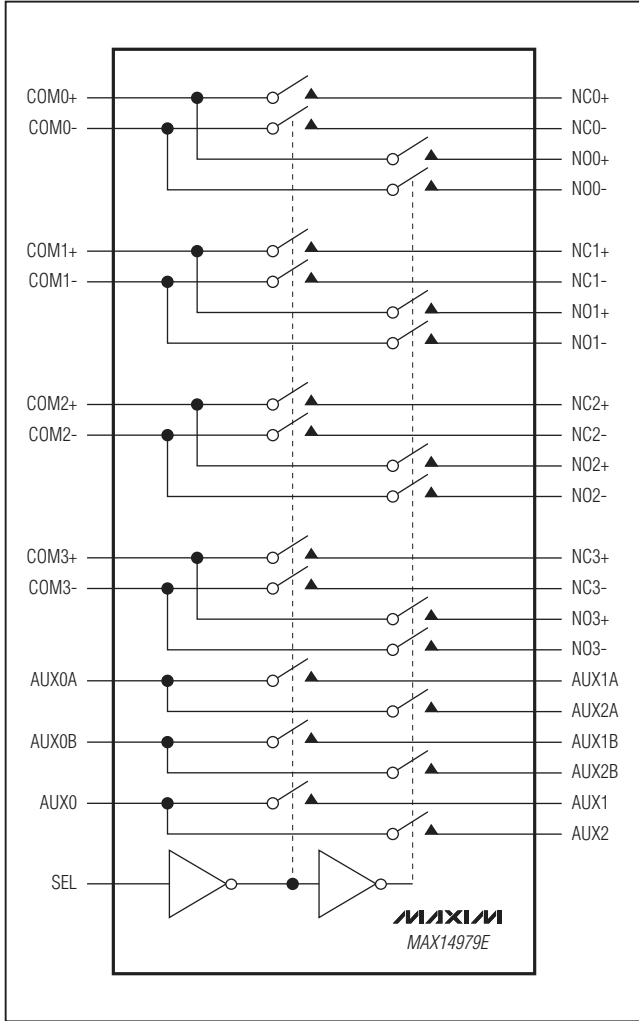 COM0+ NC0+
COM0- NC0-
NO0+
NO0-
COM1+ NC1+
COM1- NC1-
NO1+
NO1-
COM2+ NC2+
COM2- NC2-
NO2+
NO2-
COM3+ NC3+
COM3- NC3-
NO3+
NO3-
AUX0A AUX1A
AUX2A
AUX0B AUX1B
AUX2B
AUX0 AUX1
AUX2
SEL
MAXIM
MAX14979E